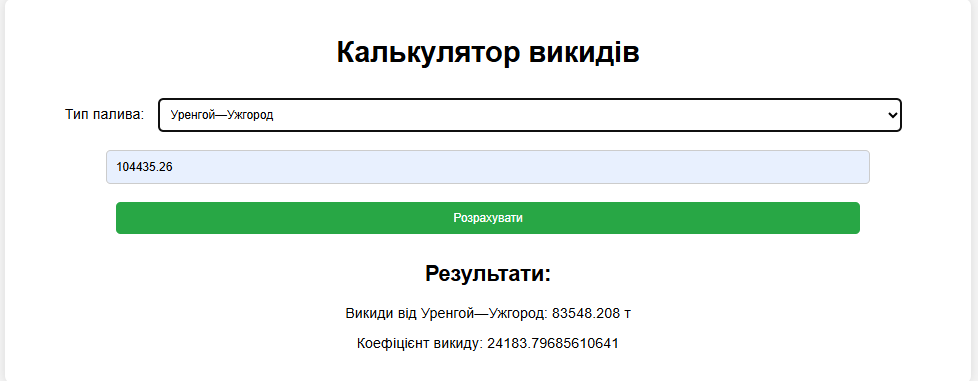 Калькулятор викидів
Тип палива: Уренгой—Ужгород
104435.26
Розрахувати
Результати:
Викиди від Уренгой—Ужгород: 83548.208 т
Коефіцієнт викиду: 24183.79685610641